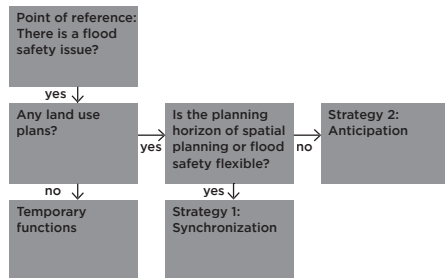 Point of reference:
There is a flood
safety issue?
yes
Any land use
plans?
yes
Is the planning
horizon of spatial
planning or flood
safety flexible?
no
Strategy 2:
Anticipation
no
Temporary
functions
yes
Strategy 1:
Synchronization